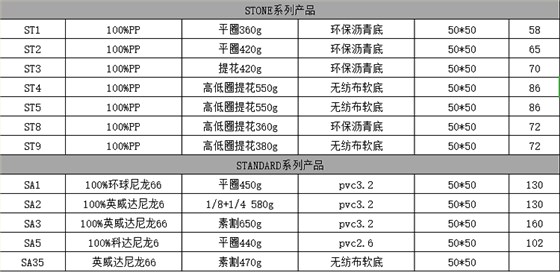 STONE系列产品
ST1 100%PP 平圈360g 环保沥青底 50*50 58
ST2 100%PP 平圈420g 环保沥青底 50*50 65
ST3 100%PP 提花420g 环保沥青底 50*50 70
ST4 100%PP 高低圈提花550g 无纺布软底 50*50 86
ST5 100%PP 高低圈提花550g 无纺布软底 50*50 86
ST8 100%PP 高低圈提花360g 环保沥青底 50*50 72
ST9 100%PP 高低圈提花380g 无纺布软底 50*50 72
STANDARD系列产品
SA1 100%环球尼龙66 平圈450g pvc3.2 50*50 130
SA2 100%英威达尼龙6 1/8+1/4 580g pvc3.2 50*50 130
SA3 100%英威达尼龙66 素割650g pvc3.2 50*50 160
SA5 100%科达尼龙6 平圈440g pvc2.6 50*50 102
SA35 英威达尼龙66 素割470g 无纺布软底 50*50